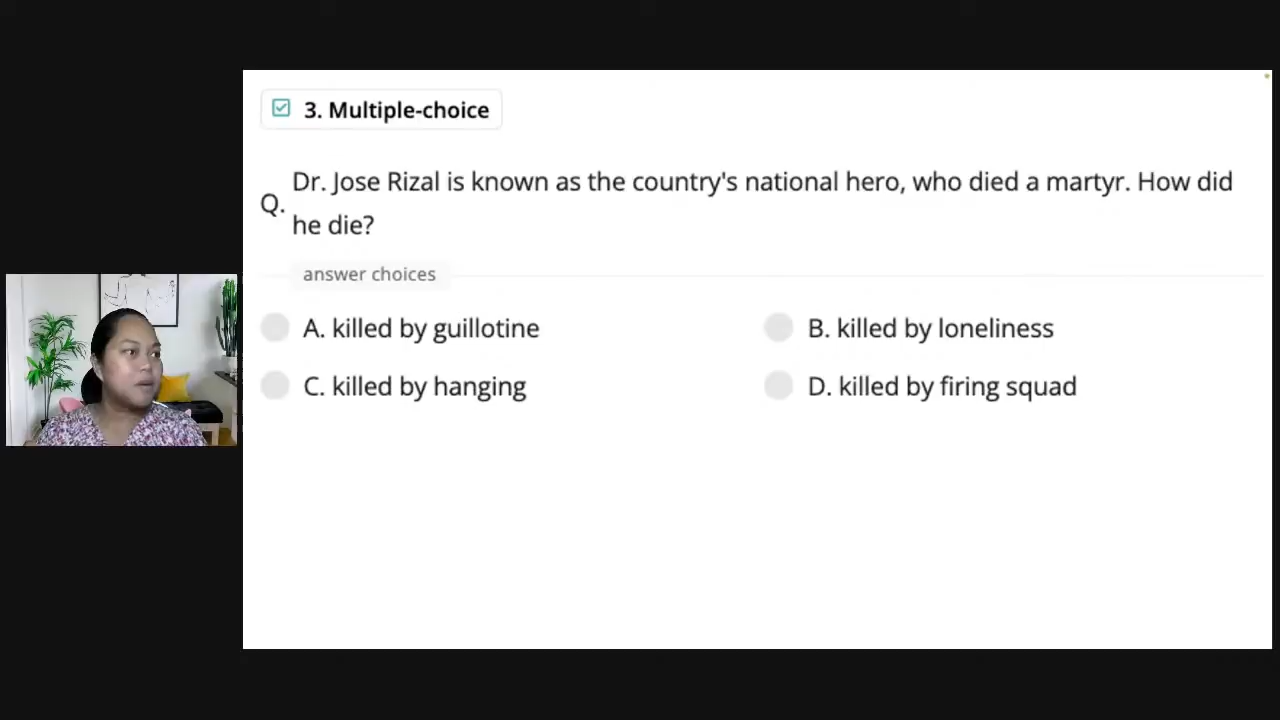 3. Multiple-choice
Q.
Dr. Jose Rizal is known as the country's national hero, who died a martyr. How did
he die?
answer choices
A. killed by guillotine
B. killed by loneliness
C. killed by hanging
D. killed by firing squad